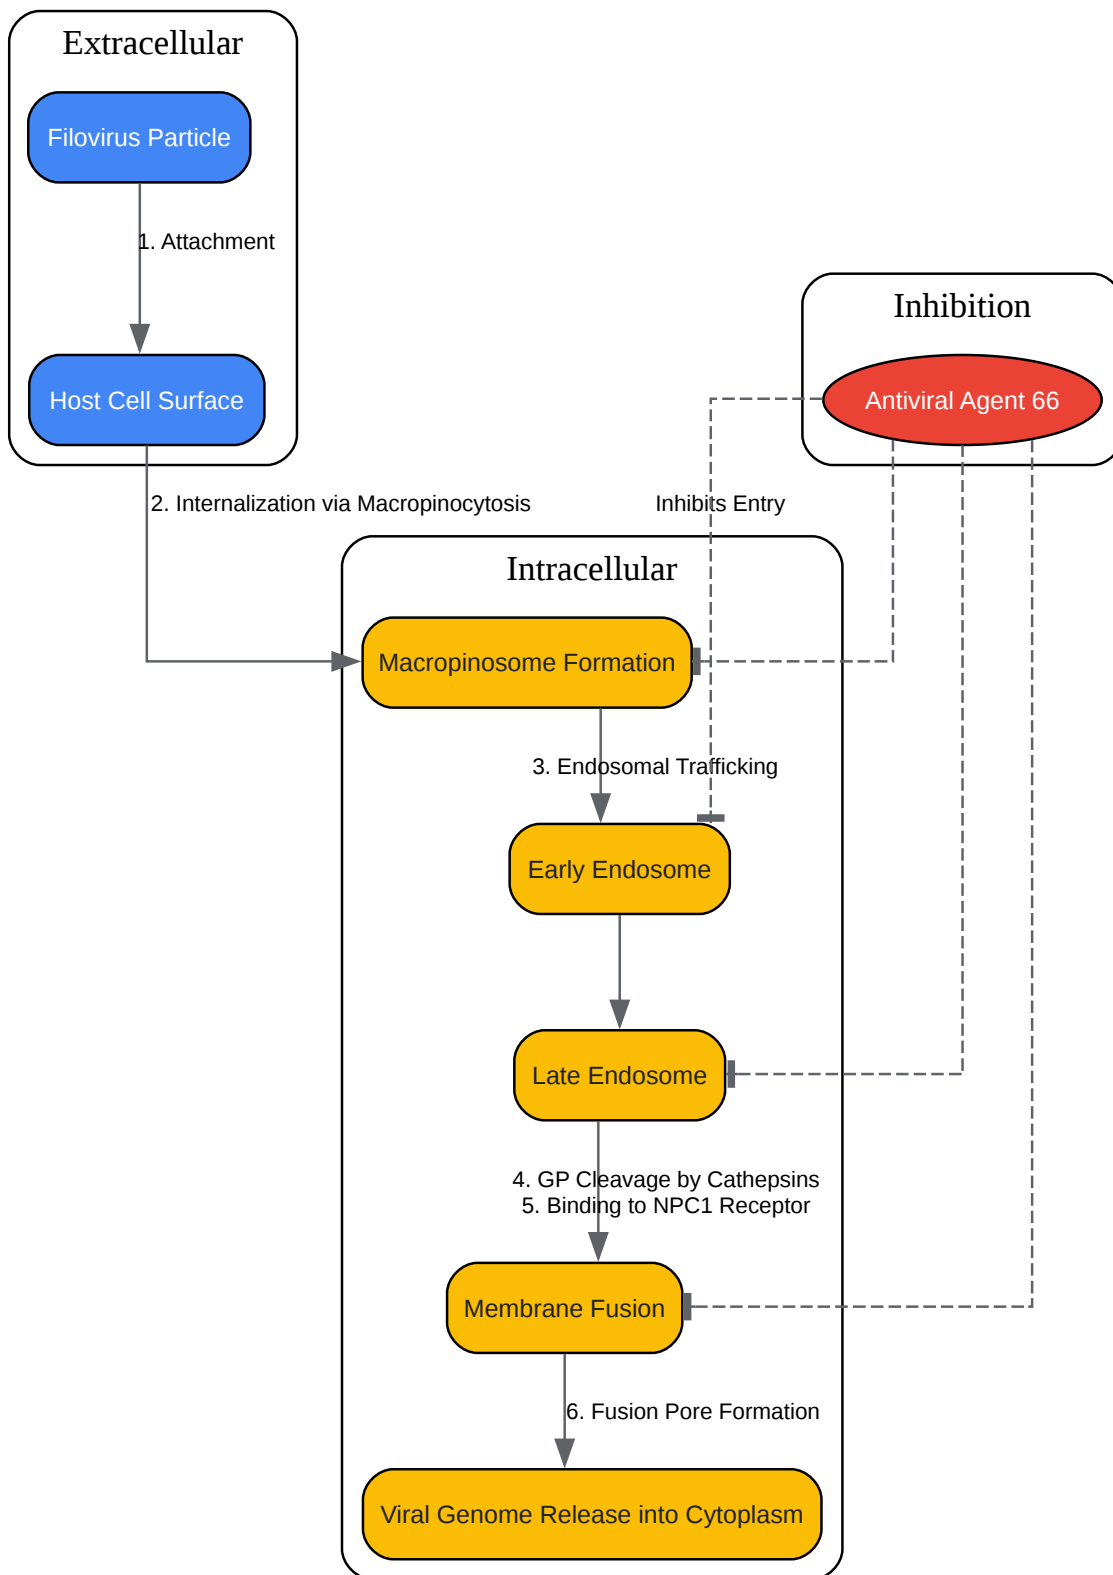 Extracellular
Filovirus Particle
1. Attachment
Host Cell Surface
Inhibition
Antiviral Agent 66
2. Internalization via Macropinocytosis
Inhibits Entry
Intracellular
Macropinosome Formation
3. Endosomal Trafficking
Early Endosome
Late Endosome
4. GP Cleavage by Cathepsins
5. Binding to NPC1 Receptor
Membrane Fusion
6. Fusion Pore Formation
Viral Genome Release into Cytoplasm